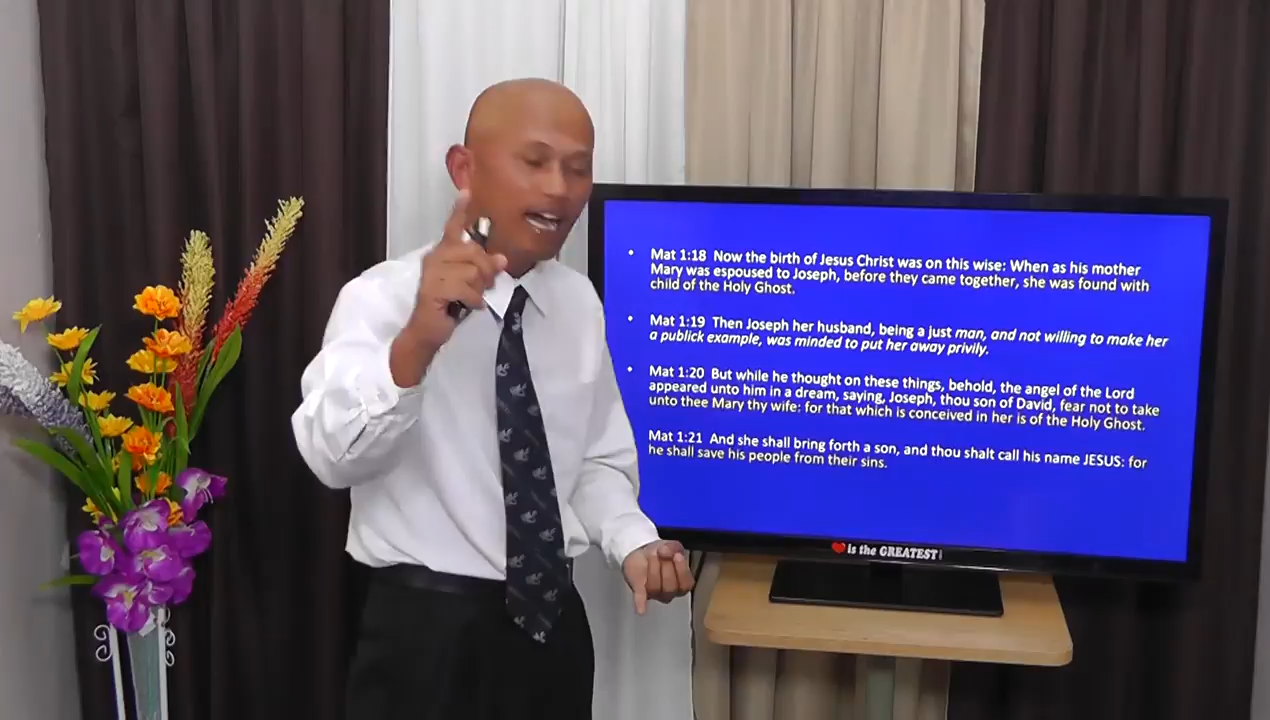 • Mat 1:18 Now the birth of Jesus Christ was on this wise: When as his mother
Mary was espoused to Joseph, before they came together, she was found with
child of the Holy Ghost.
• Mat 1:19 Then Joseph her husband, being a just man, and not willing to make her
a publick example, was minded to put her away privily.
• Mat 1:20 But while he thought on these things, behold, the angel of the Lord
appeared unto him in a dream, saying, Joseph, thou son of David, fear not to take
unto thee Mary thy wife: for that which is conceived in her is of the Holy Ghost.
Mat 1:21 And she shall bring forth a son, and thou shalt call his name JESUS: for
he shall save his people from their sins.
❤ is the GREATEST!